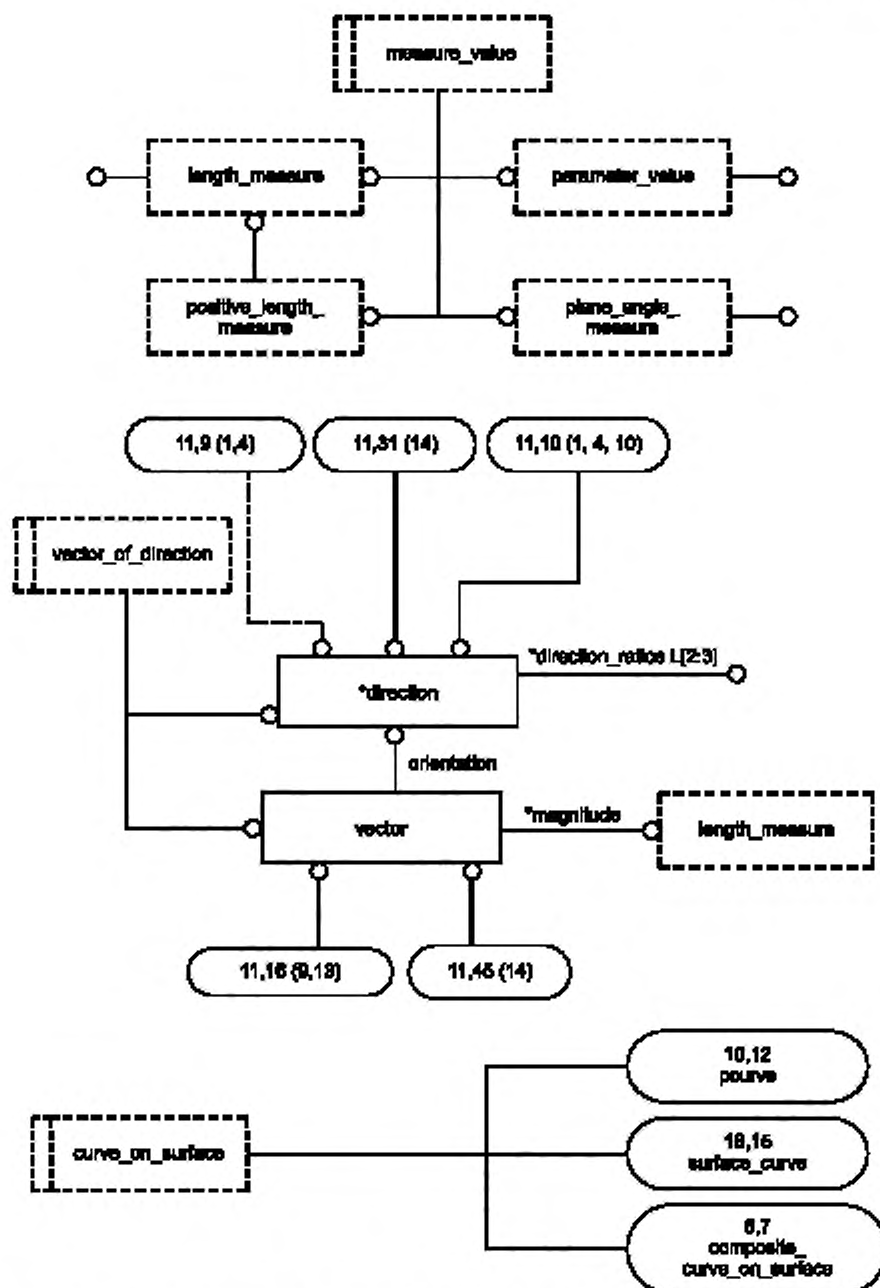 measure_value
length_measure
parameter_value
positive_length_
measure
plane_angle_
measure
11,9 (1,4)
11,31 (14)
11,10 (1, 4, 10)
vector_of_direction
*direction_ratios L[2:3]
*direction
orientation
vector
*magnitude
length_measure
11,16 (9,13)
11,45 (14)
10,12
pcurve
curve_on_surface
surface_curve
6,7
composite_
curve_on_surface